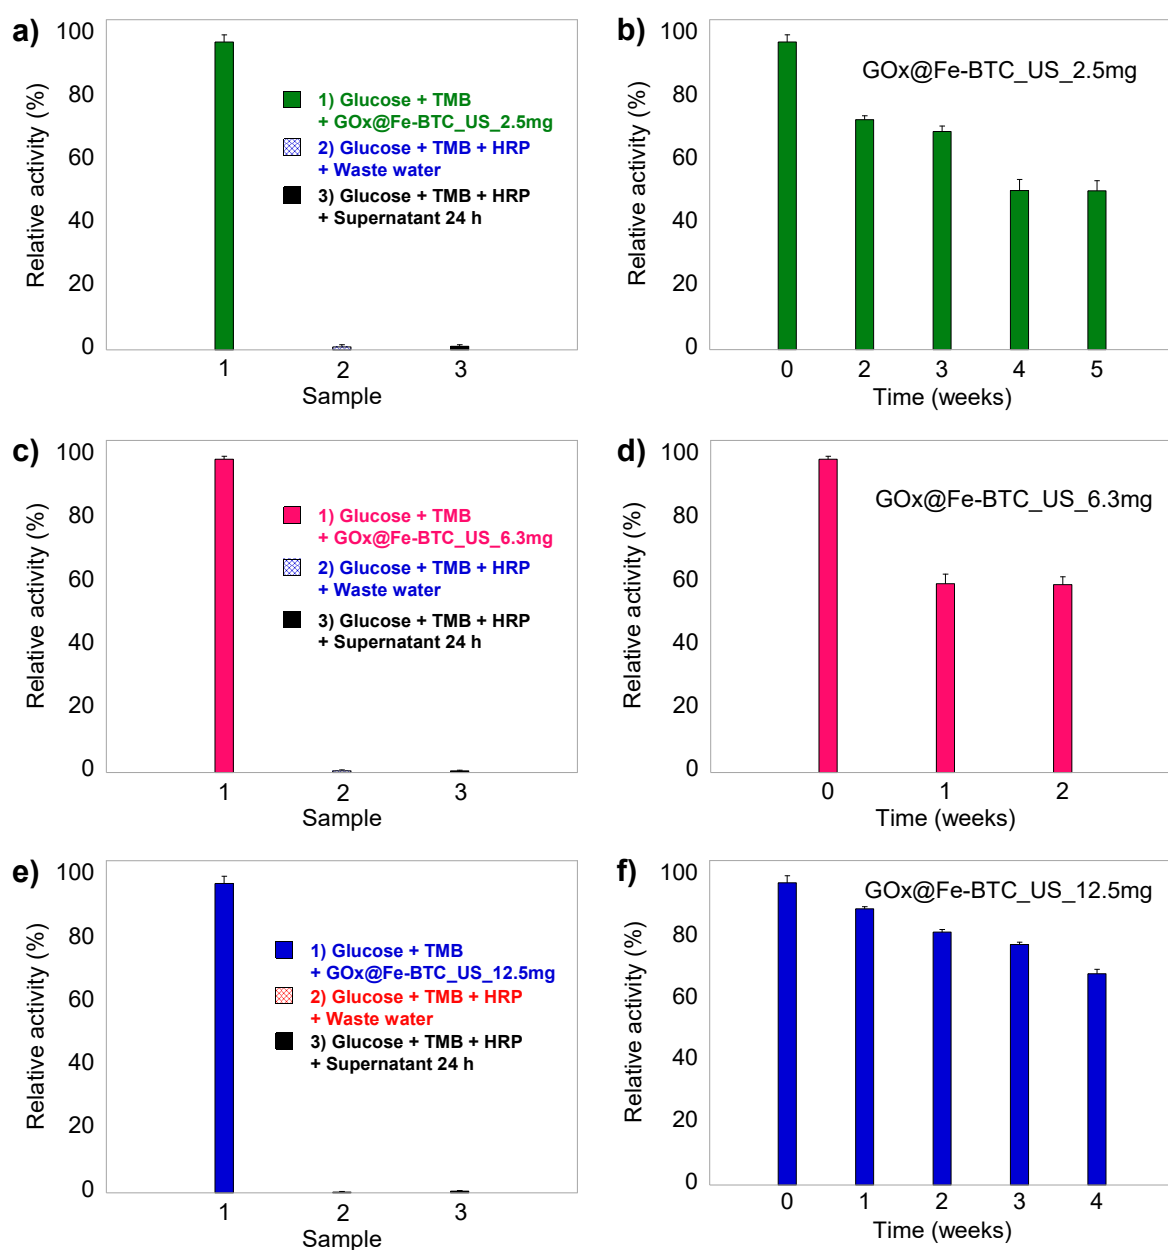 a)
Relative activity (%)
100
80
60
40
20
0
1) Glucose + TMB
+ GOx@Fe-BTC_US_2.5mg
2) Glucose + TMB + HRP
+ Waste water
3) Glucose + TMB + HRP
+ Supernatant 24 h
1 2 3
Sample
b)
GOx@Fe-BTC_US_2.5mg
Relative activity (%)
100
80
60
40
20
0
0 2 3 4 5
Time (weeks)
c)
Relative activity (%)
100
80
60
40
20
0
1) Glucose + TMB
+ GOx@Fe-BTC_US_6.3mg
2) Glucose + TMB + HRP
+ Waste water
3) Glucose + TMB + HRP
+ Supernatant 24 h
1 2 3
Sample
d)
GOx@Fe-BTC_US_6.3mg
Relative activity (%)
100
80
60
40
20
0
0 1 2
Time (weeks)
e)
Relative activity (%)
100
80
60
40
20
0
1) Glucose + TMB
+ GOx@Fe-BTC_US_12.5mg
2) Glucose + TMB + HRP
+ Waste water
3) Glucose + TMB + HRP
+ Supernatant 24 h
1 2 3
Sample
f)
GOx@Fe-BTC_US_12.5mg
Relative activity (%)
100
80
60
40
20
0
0 1 2 3 4
Time (weeks)